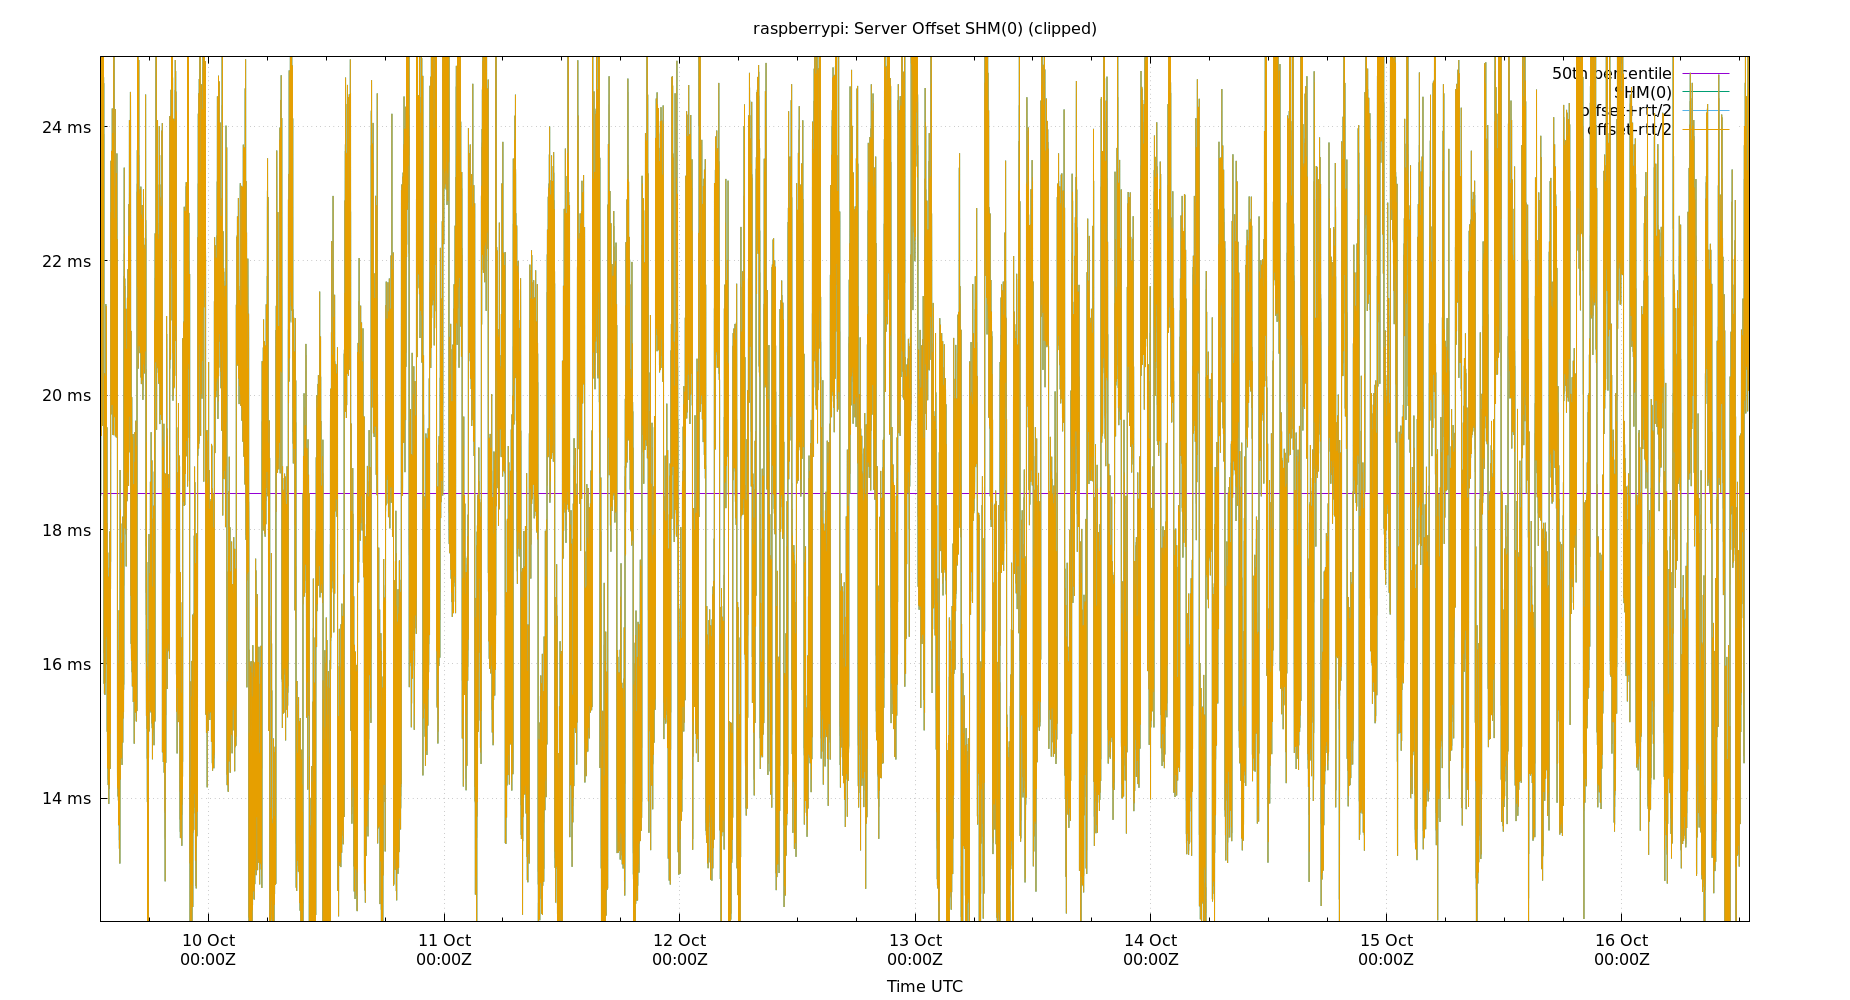 raspberrypi: Server Offset SHM(0) (clipped)
50th percentile
SHM(0)
offset+rtt/2
offset-rtt/2
24 ms
22 ms
20 ms
18 ms
16 ms
14 ms
10 Oct 11 Oct 12 Oct 13 Oct 14 Oct 15 Oct 16 Oct
00:00Z 00:00Z 00:00Z 00:00Z 00:00Z 00:00Z 00:00Z
Time UTC